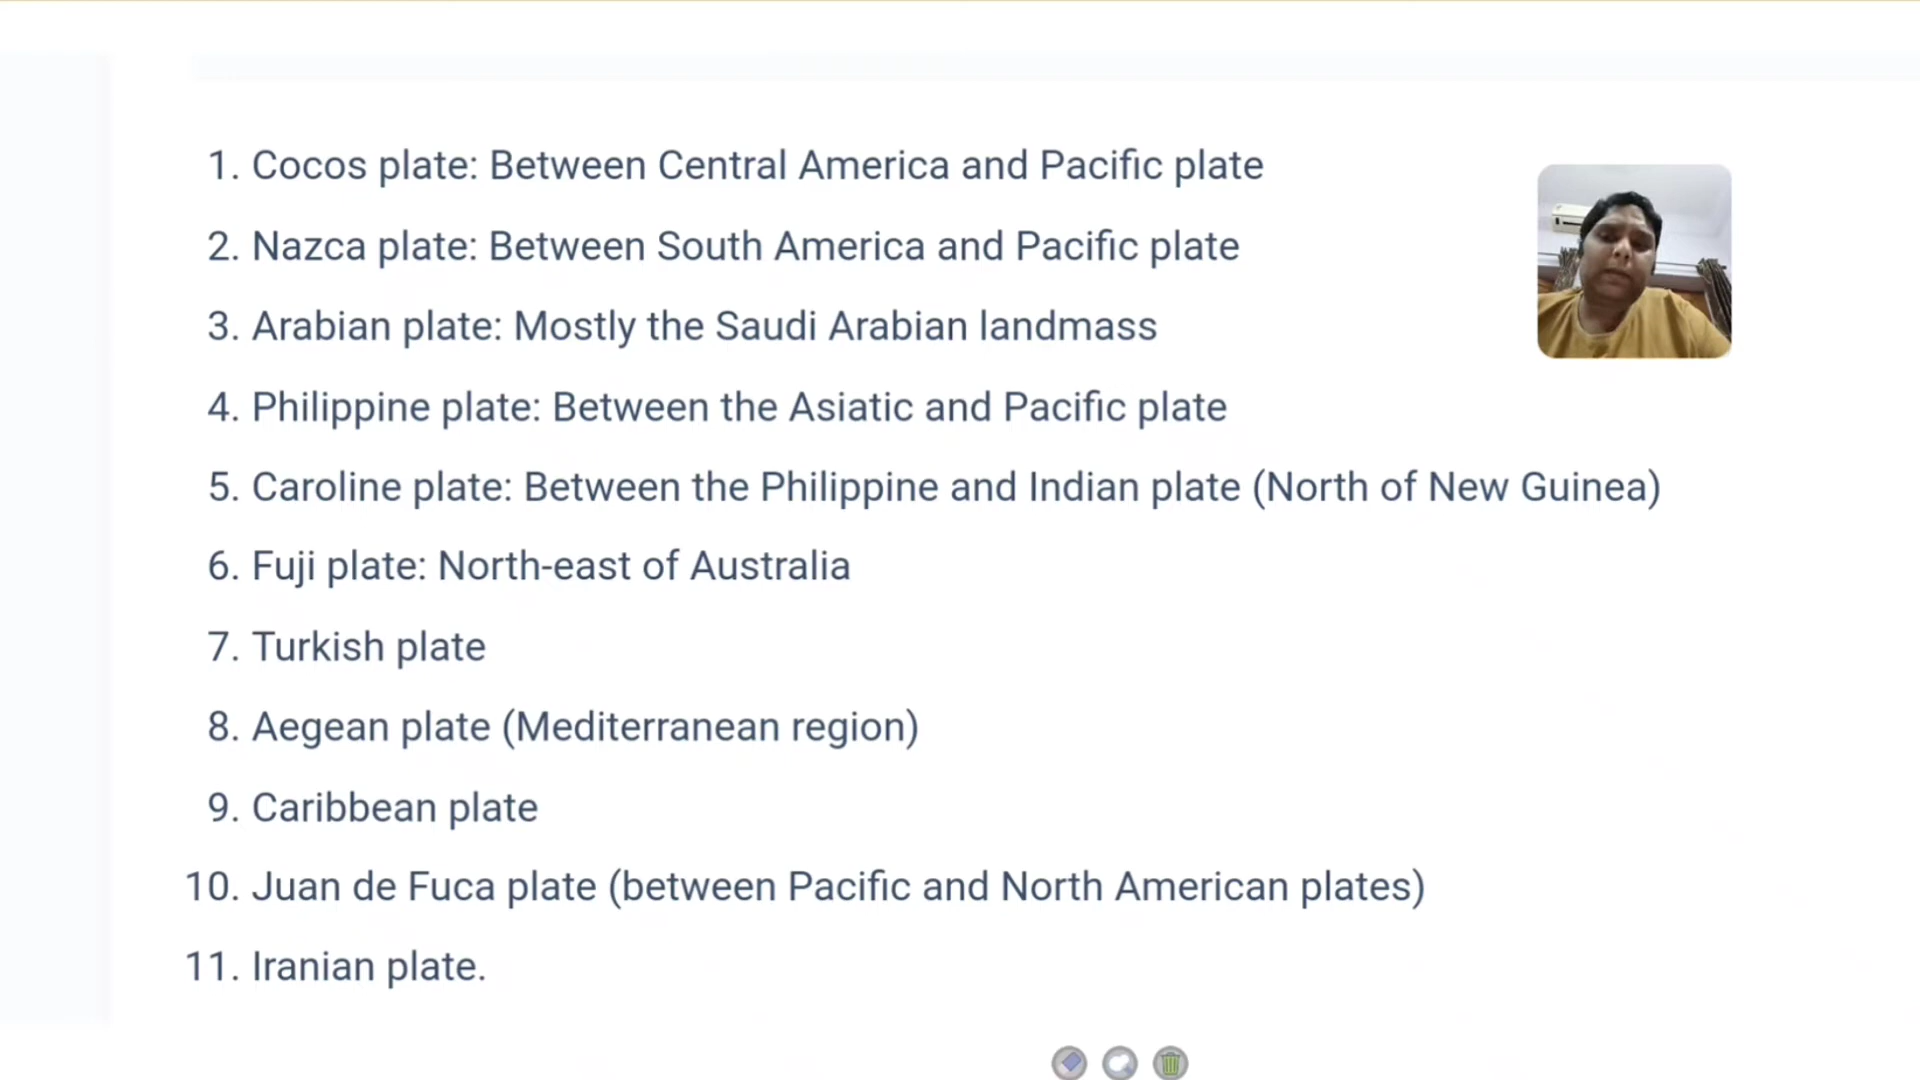 1. Cocos plate: Between Central America and Pacific plate
2. Nazca plate: Between South America and Pacific plate
3. Arabian plate: Mostly the Saudi Arabian landmass
4. Philippine plate: Between the Asiatic and Pacific plate
5. Caroline plate: Between the Philippine and Indian plate (North of New Guinea)
6. Fuji plate: North-east of Australia
7. Turkish plate
8. Aegean plate (Mediterranean region)
9. Caribbean plate
10. Juan de Fuca plate (between Pacific and North American plates)
11. Iranian plate.